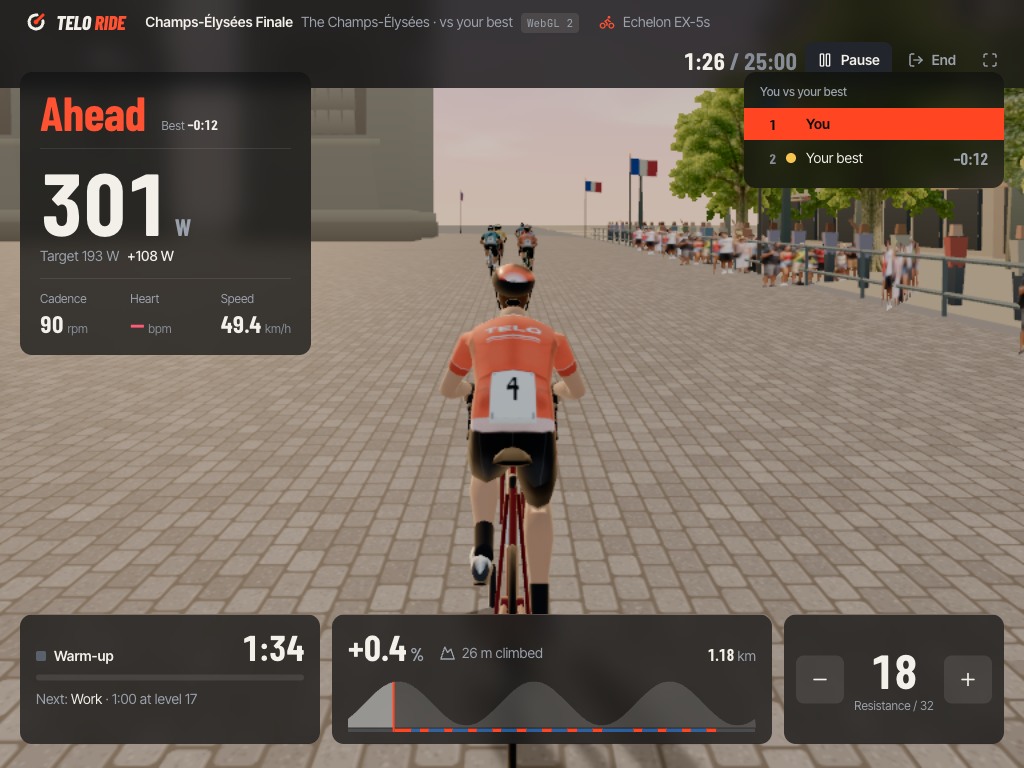 TELO RIDE Champs-Élysées Finale The Champs-Élysées · vs your best WebGL 2 Echelon EX-5s
1:26 / 25:00 Pause End
Ahead Best −0:12
301 W
Target 193 W +108 W
Cadence Heart Speed
90 rpm — bpm 49.4 km/h
You vs your best
1 You
2 Your best −0:12
TELO
4
Warm-up 1:34
Next: Work · 1:00 at level 17
+0.4 % 26 m climbed 1.18 km
− 18 +
Resistance / 32